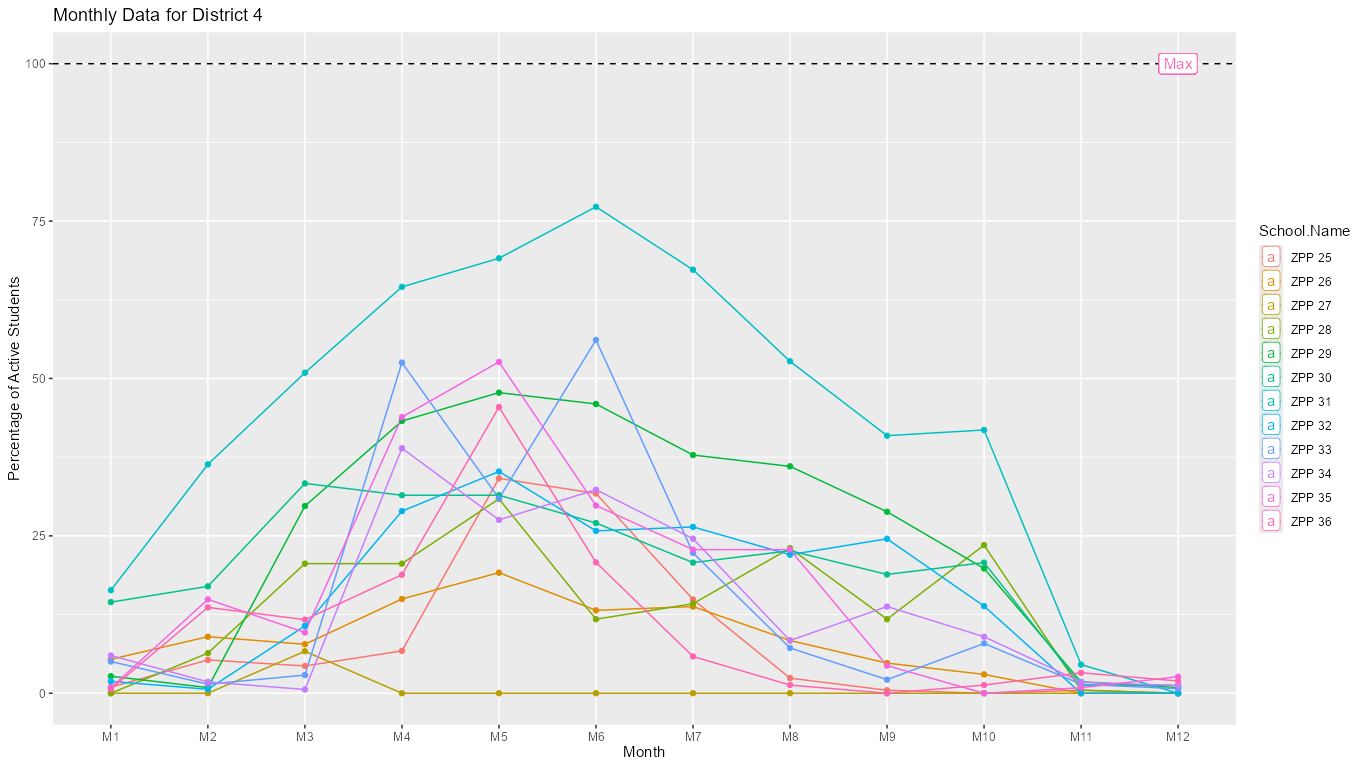 Monthly Data for District 4
100
Max
75
50
25
0
Percentage of Active Students
M1 M2 M3 M4 M5 M6 M7 M8 M9 M10 M11 M12
Month
School.Name
a ZPP 25
a ZPP 26
a ZPP 27
a ZPP 28
a ZPP 29
a ZPP 30
a ZPP 31
a ZPP 32
a ZPP 33
a ZPP 34
a ZPP 35
a ZPP 36